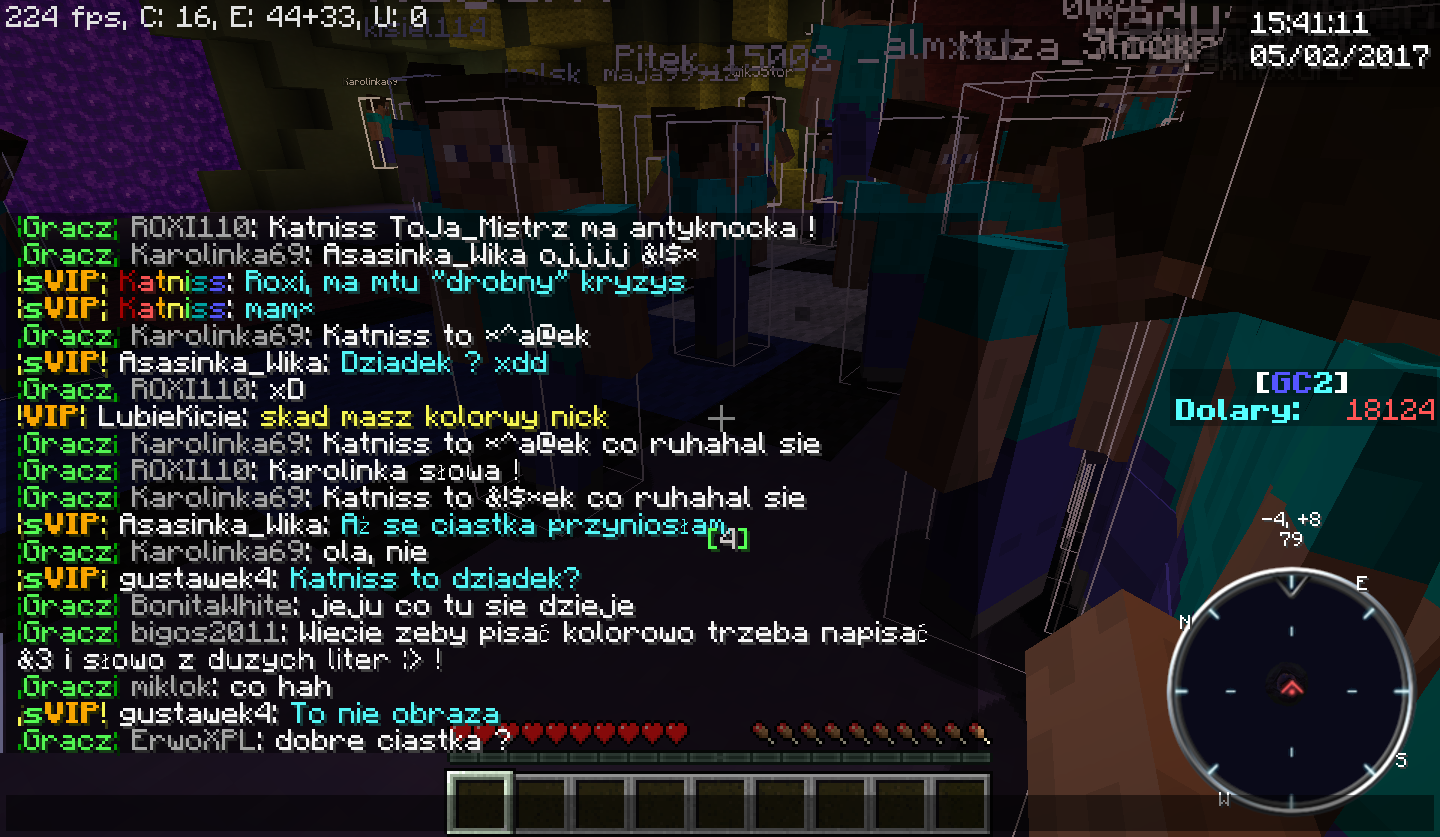 224 fps, C: 16, E: 44+33, U: 0
15:41:11
05/02/2017
kisiel114
Pitek_15002
Karolinka69
|Gracz| ROXI110: Katniss ToJa_Mistrz ma antyknocka !
|Gracz| Karolinka69: Asasinka_Wika ojjjjj &!$×
|sVIP| Katniss: Roxi, ma mtu "drobny" kryzys
|sVIP| Katniss: mam×
|Gracz| Karolinka69: Katniss to ×^a@ek
|sVIP| Asasinka_Wika: Dziadek ? xdd
|Gracz| ROXI110: xD
|VIP| LubieKicie: skad masz kolorwy nick
|Gracz| Karolinka69: Katniss to ×^a@ek co ruhahal sie
|Gracz| ROXI110: Karolinka słowa !
|Gracz| Karolinka69: Katniss to &!$×ek co ruhahal sie
|sVIP| Asasinka_Wika: Aż se ciastka przyniosłam
[4]
|Gracz| Karolinka69: ola, nie
|sVIP| gustawek4: Katniss to dziadek?
|Gracz| BonitaWhite: jeju co tu sie dzieje
|Gracz| bigos2011: Wiecie zeby pisać kolorowo trzeba napisać
&3 i słowo z duzych liter :> !
|Gracz| miklok: co hah
|sVIP| gustawek4: To nie obraza
|Gracz| ErwoXPL: dobre ciastka ?
[GC2]
Dolary: 18124
-4, +8
79
E
N
S
W